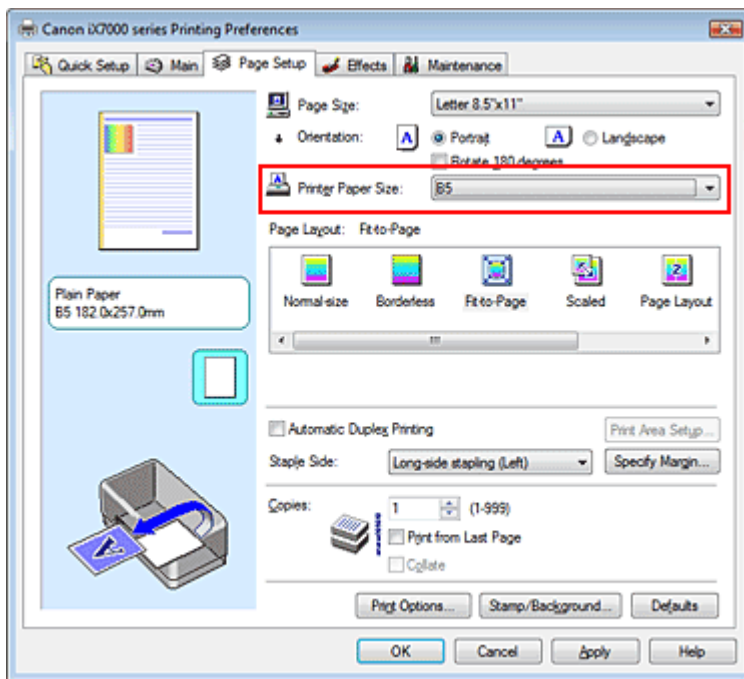 Canon iX7000 series Printing Preferences
Quick Setup Main Page Setup Effects Maintenance
Page Size: Letter 8.5"x11"
Orientation: A Portrait A Landscape
Rotate 180 degrees
Printer Paper Size: B5
Page Layout: Fit-to-Page
Normal-size Borderless Fit-to-Page Scaled Page Layout
Plain Paper
B5 182.0x257.0mm
Automatic Duplex Printing Print Area Setup...
Staple Side: Long-side stapling (Left) Specify Margin...
Copies: 1 (1-999)
Print from Last Page
Collate
Print Options... Stamp/Background... Defaults
OK Cancel Apply Help